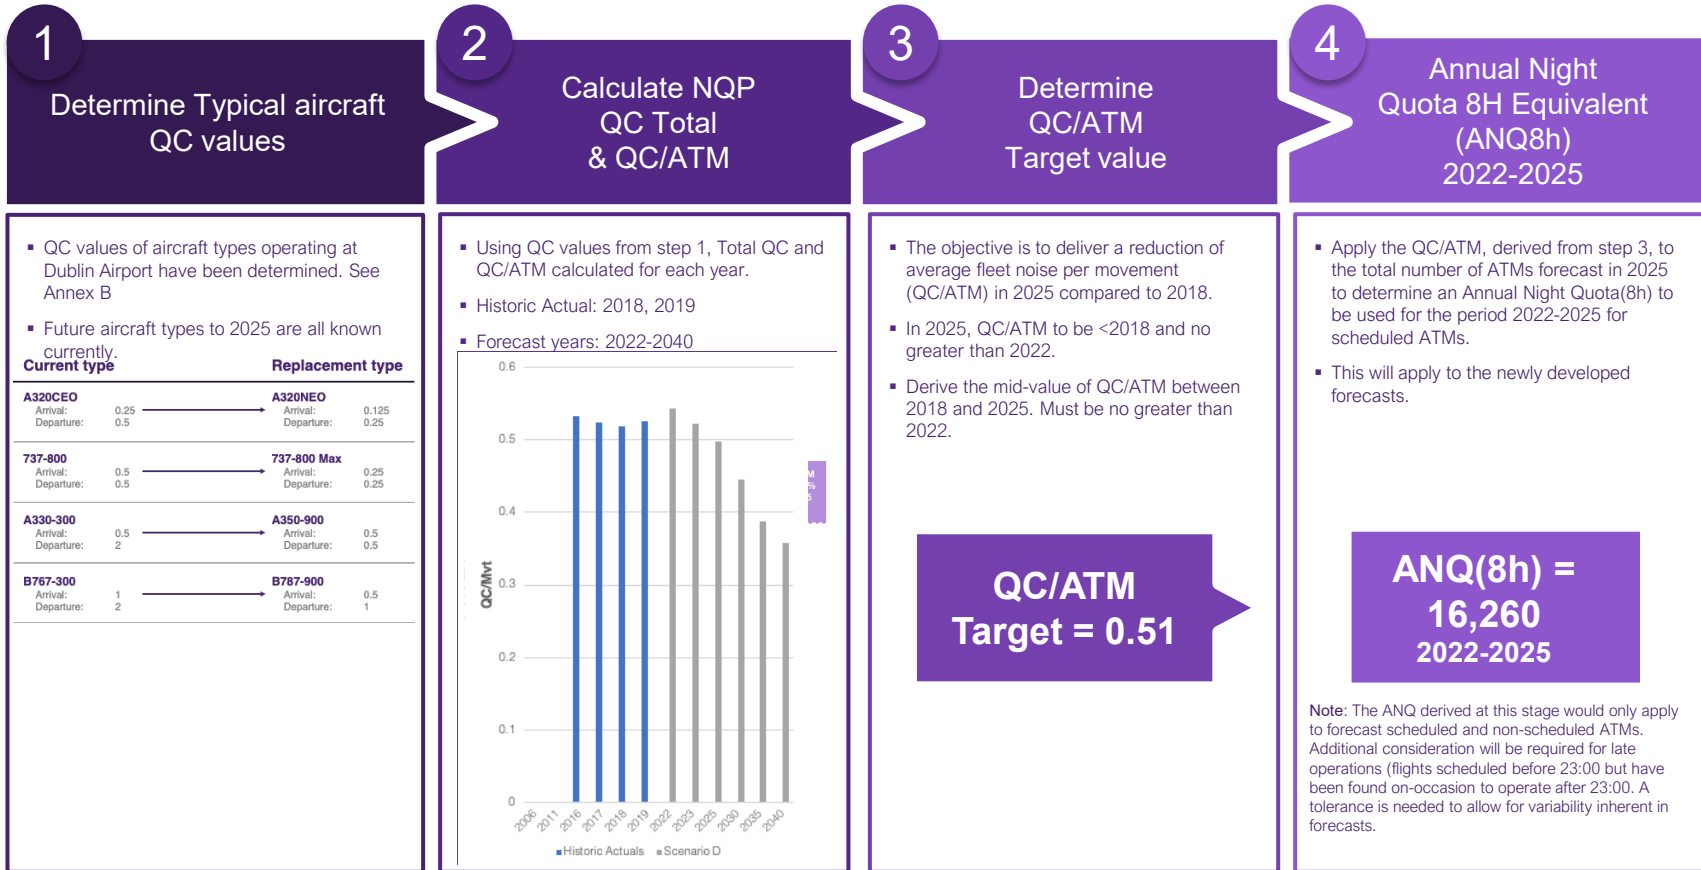 1
Determine Typical aircraft
QC values
2
Calculate NQP
QC Total
& QC/ATM
3
Determine
QC/ATM
Target value
4
Annual Night
Quota 8H Equivalent
(ANQ8h)
2022-2025
▪ QC values of aircraft types operating at
Dublin Airport have been determined. See
Annex B
▪ Future aircraft types to 2025 are all known
currently.
Current type Replacement type
A320CEO A320NEO
Arrival: 0.25 Arrival: 0.125
Departure: 0.5 Departure: 0.25
737-800 737-800 Max
Arrival: 0.5 Arrival: 0.25
Departure: 0.5 Departure: 0.25
A330-300 A350-900
Arrival: 0.5 Arrival: 0.5
Departure: 2 Departure: 0.5
B767-300 B787-900
Arrival: 1 Arrival: 0.5
Departure: 2 Departure: 1
▪ Using QC values from step 1, Total QC and
QC/ATM calculated for each year.
▪ Historic Actual: 2018, 2019
▪ Forecast years: 2022-2040
0.6
0.5
0.4
0.3
0.2
0.1
0
QC/Mvt
M
%
5
2006 2011 2016 2017 2018 2019 2022 2023 2025 2030 2035 2040
Historic Actuals Scenario D
▪ The objective is to deliver a reduction of
average fleet noise per movement
(QC/ATM) in 2025 compared to 2018.
▪ In 2025, QC/ATM to be <2018 and no
greater than 2022.
▪ Derive the mid-value of QC/ATM between
2018 and 2025. Must be no greater than
2022.
QC/ATM
Target = 0.51
▪ Apply the QC/ATM, derived from step 3, to
the total number of ATMs forecast in 2025
to determine an Annual Night Quota(8h) to
be used for the period 2022-2025 for
scheduled ATMs.
▪ This will apply to the newly developed
forecasts.
ANQ(8h) =
16,260
2022-2025
Note: The ANQ derived at this stage would only apply
to forecast scheduled and non-scheduled ATMs.
Additional consideration will be required for late
operations (flights scheduled before 23:00 but have
been found on-occasion to operate after 23:00. A
tolerance is needed to allow for variability inherent in
forecasts.